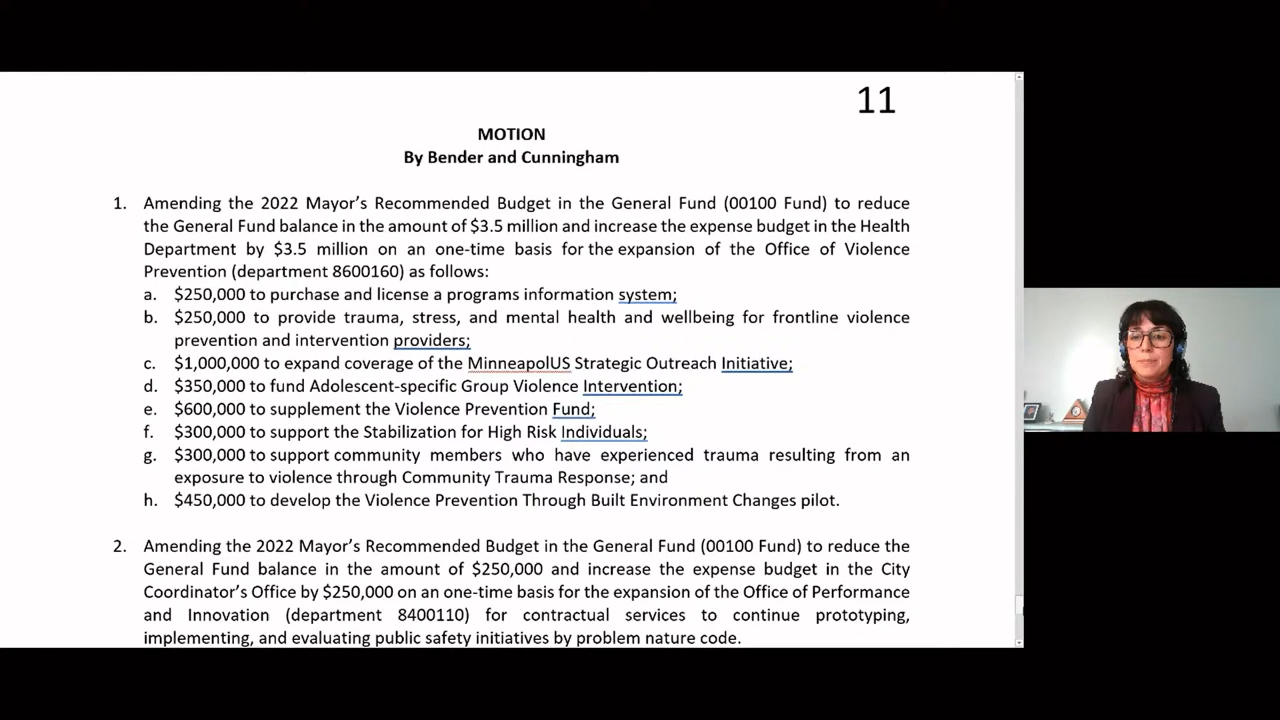 11
MOTION
By Bender and Cunningham
1. Amending the 2022 Mayor's Recommended Budget in the General Fund (00100 Fund) to reduce
the General Fund balance in the amount of $3.5 million and increase the expense budget in the Health
Department by $3.5 million on an one-time basis for the expansion of the Office of Violence
Prevention (department 8600160) as follows:
a. $250,000 to purchase and license a programs information system;
b. $250,000 to provide trauma, stress, and mental health and wellbeing for frontline violence
prevention and intervention providers;
c. $1,000,000 to expand coverage of the MinneapolUS Strategic Outreach Initiative;
d. $350,000 to fund Adolescent-specific Group Violence Intervention;
e. $600,000 to supplement the Violence Prevention Fund;
f. $300,000 to support the Stabilization for High Risk Individuals;
g. $300,000 to support community members who have experienced trauma resulting from an
exposure to violence through Community Trauma Response; and
h. $450,000 to develop the Violence Prevention Through Built Environment Changes pilot.
2. Amending the 2022 Mayor's Recommended Budget in the General Fund (00100 Fund) to reduce the
General Fund balance in the amount of $250,000 and increase the expense budget in the City
Coordinator's Office by $250,000 on an one-time basis for the expansion of the Office of Performance
and Innovation (department 8400110) for contractual services to continue prototyping,
implementing, and evaluating public safety initiatives by problem nature code.